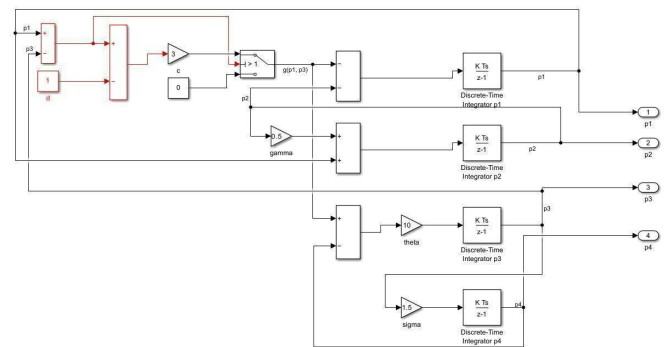 p1
+
p3
−
1
d
+
−
3
c
0
> 1
g(p1, p3)
−
p2
−
K Ts
z-1
Discrete-Time
Integrator p1
p1
1
p1
0.5
gamma
+
+
K Ts
z-1
Discrete-Time
Integrator p2
p2
2
p2
3
p3
+
−
10
theta
K Ts
z-1
Discrete-Time
Integrator p3
p3
4
p4
1.5
sigma
K Ts
z-1
Discrete-Time
Integrator p4
p4